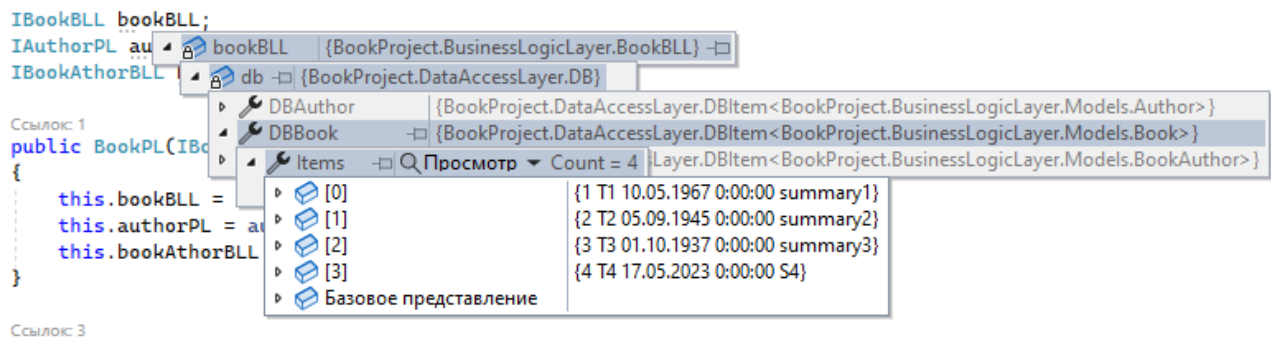 IBookBLL bookBLL;
IAuthorPL au
bookBLL {BookProject.BusinessLogicLayer.BookBLL}
IBookAthorBLL
db {BookProject.DataAccessLayer.DB}
DBAuthor {BookProject.DataAccessLayer.DBItem<BookProject.BusinessLogicLayer.Models.Author>}
Ссылок: 1
DBBook {BookProject.DataAccessLayer.DBItem<BookProject.BusinessLogicLayer.Models.Book>}
public BookPL(IBo
Items Просмотр Count = 4 Layer.DBItem<BookProject.BusinessLogicLayer.Models.BookAuthor>}
{
[0] {1 T1 10.05.1967 0:00:00 summary1}
this.bookBLL =
[1] {2 T2 05.09.1945 0:00:00 summary2}
this.authorPL = au
[2] {3 T3 01.10.1937 0:00:00 summary3}
this.bookAthorBLL
[3] {4 T4 17.05.2023 0:00:00 S4}
}
Базовое представление
Ссылок: 3